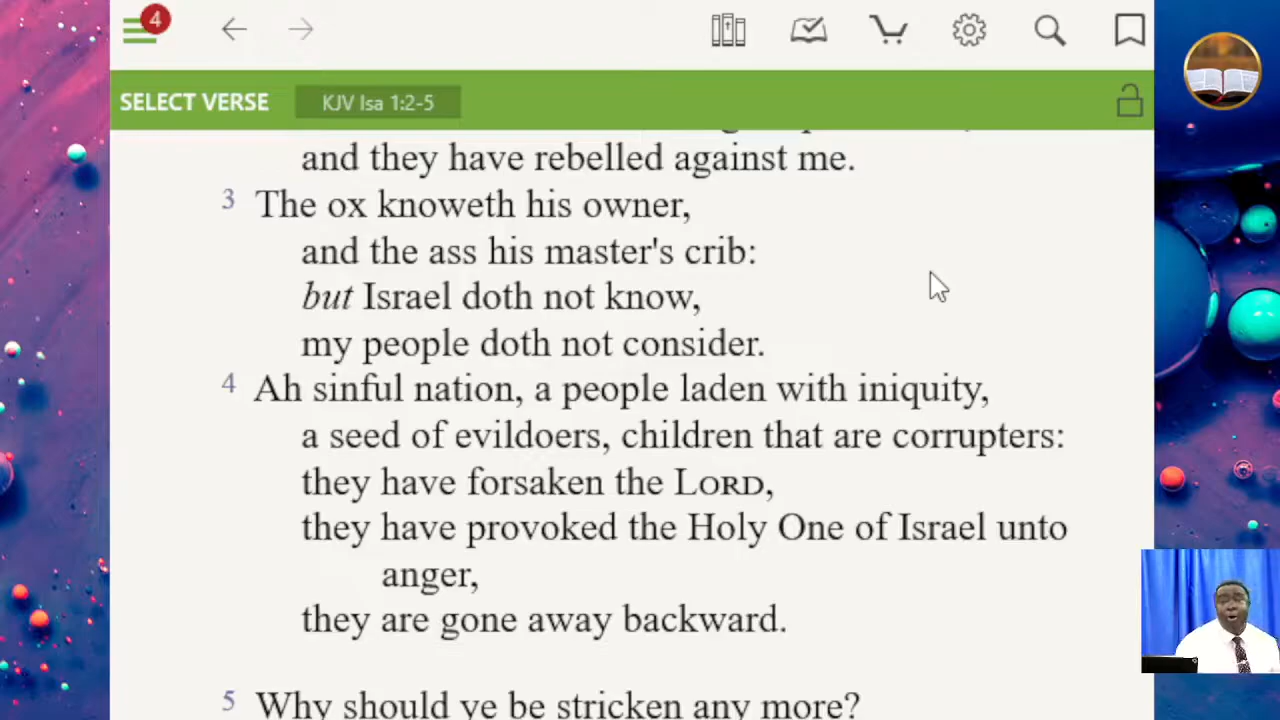 4
SELECT VERSE KJV Isa 1:2-5
and they have rebelled against me.
3 The ox knoweth his owner,
and the ass his master's crib:
but Israel doth not know,
my people doth not consider.
4 Ah sinful nation, a people laden with iniquity,
a seed of evildoers, children that are corrupters:
they have forsaken the LORD,
they have provoked the Holy One of Israel unto
anger,
they are gone away backward.
5 Why should ye be stricken any more?